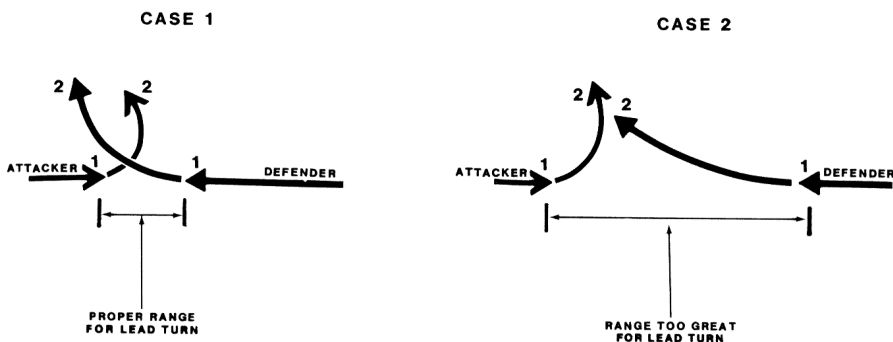 CASE 1
2
2
ATTACKER
1
1
DEFENDER
PROPER RANGE
FOR LEAD TURN
CASE 2
2
2
ATTACKER
1
1
DEFENDER
RANGE TOO GREAT
FOR LEAD TURN